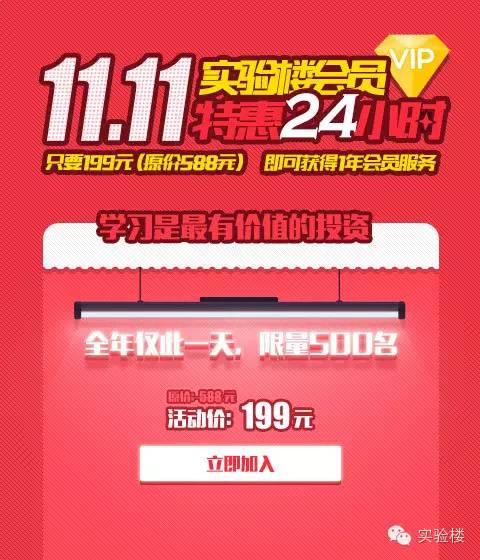 11.11 实验楼会员 VIP
特惠24小时
只要199元（原价588元） 即可获得1年会员服务
学习是最有价值的投资
全年仅此一天，限量500名
原价：588元
活动价：199元
立即加入
实验楼